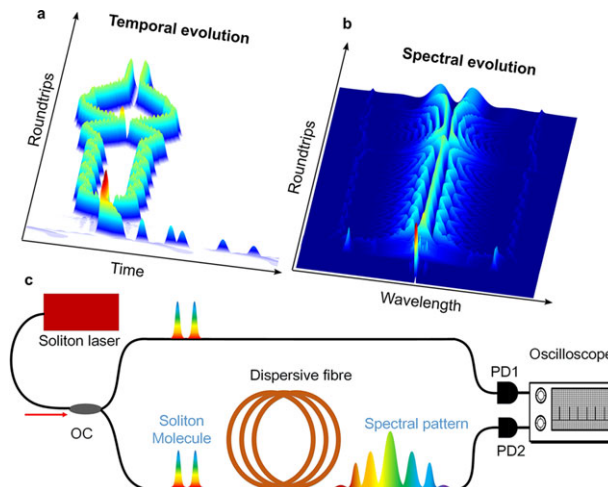 a
Temporal evolution
Roundtrips
Time
b
Spectral evolution
Roundtrips
Wavelength
c
Soliton laser
OC
Soliton
Molecule
Dispersive fibre
Spectral pattern
PD1
PD2
Oscilloscope